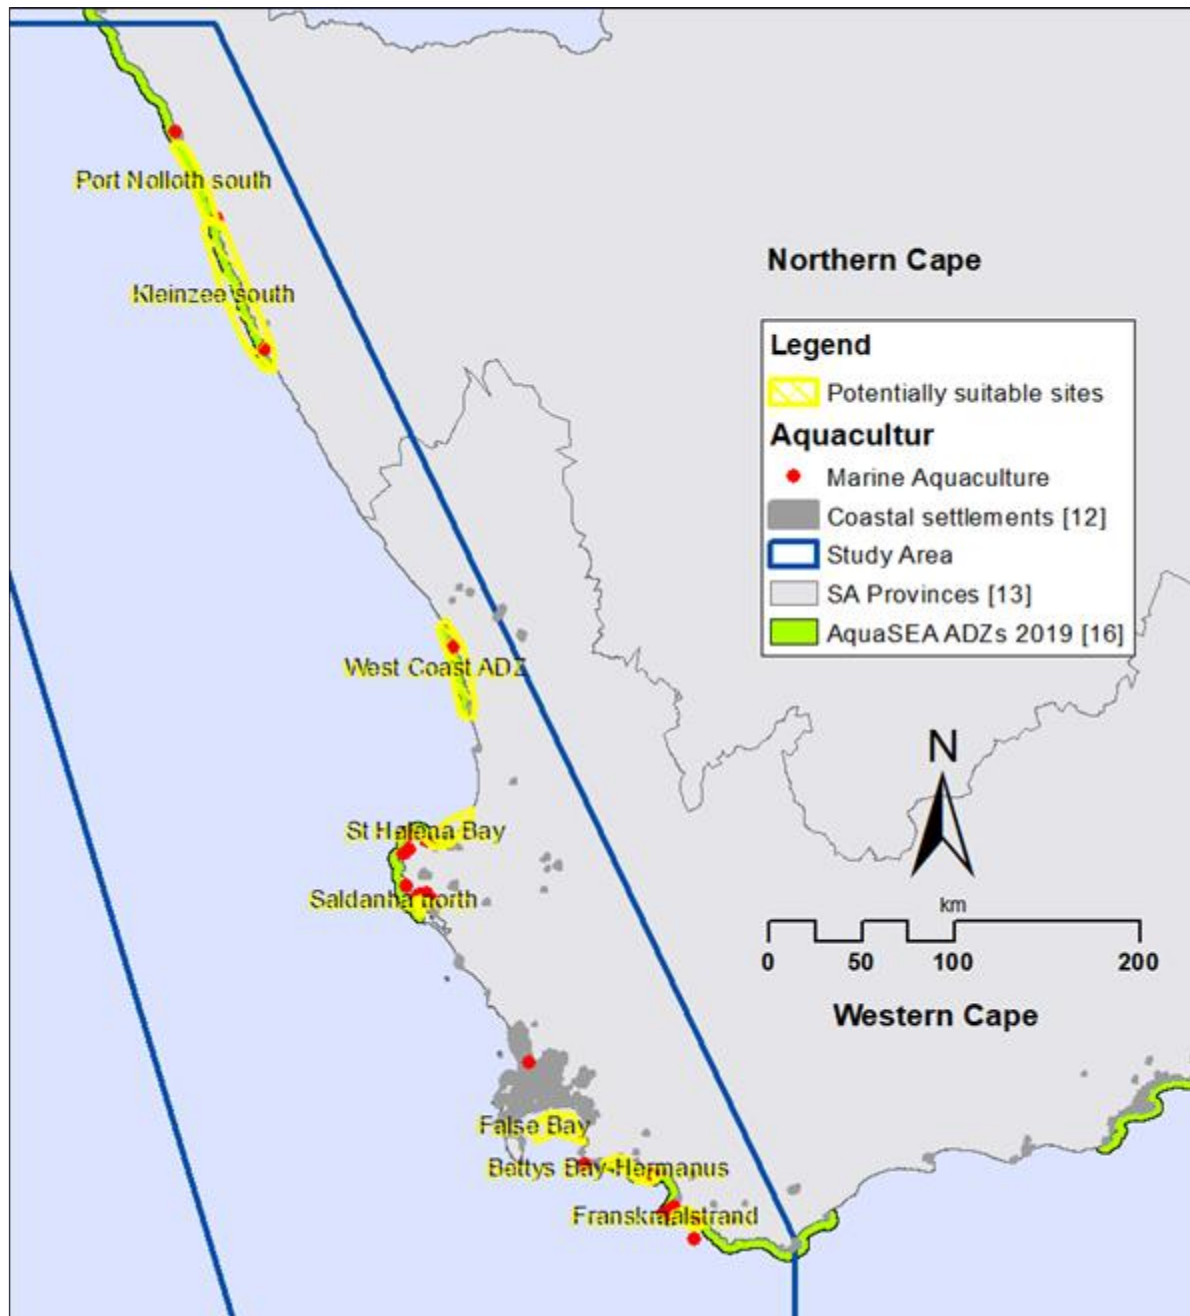 Port Nolloth south
Kleinzee south
Northern Cape
Legend
Potentially suitable sites
Aquacultur
Marine Aquaculture
Coastal settlements [12]
Study Area
SA Provinces [13]
AquaSEA ADZs 2019 [16]
West Coast ADZ
N
St Helena Bay
Saldanha north
km
0 50 100 200
Western Cape
False Bay
Bettys Bay-Hermanus
Franskraalstrand